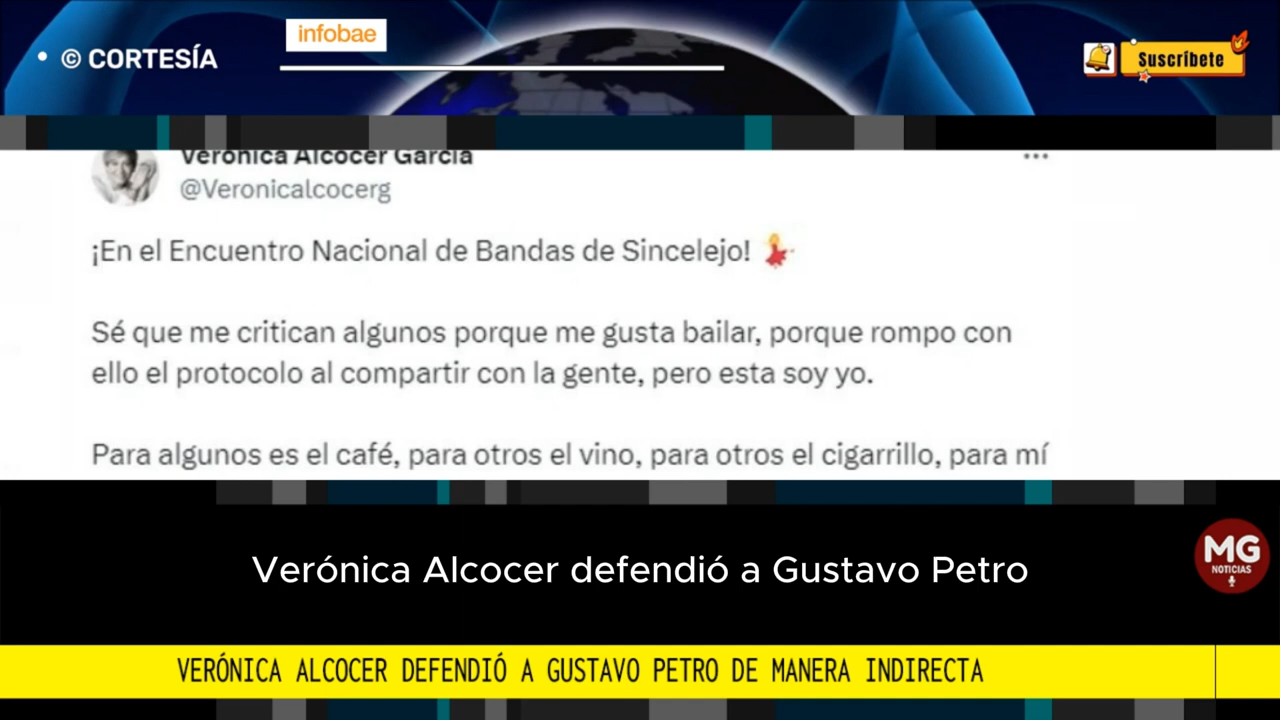 infobae
© CORTESÍA
Suscríbete
Verónica Alcocer García
@Veronicalcocerg
¡En el Encuentro Nacional de Bandas de Sincelejo!
Sé que me critican algunos porque me gusta bailar, porque rompo con
ello el protocolo al compartir con la gente, pero esta soy yo.
Para algunos es el café, para otros el vino, para otros el cigarrillo, para mí
Verónica Alcocer defendió a Gustavo Petro
MG
NOTICIAS
VERÓNICA ALCOCER DEFENDIÓ A GUSTAVO PETRO DE MANERA INDIRECTA